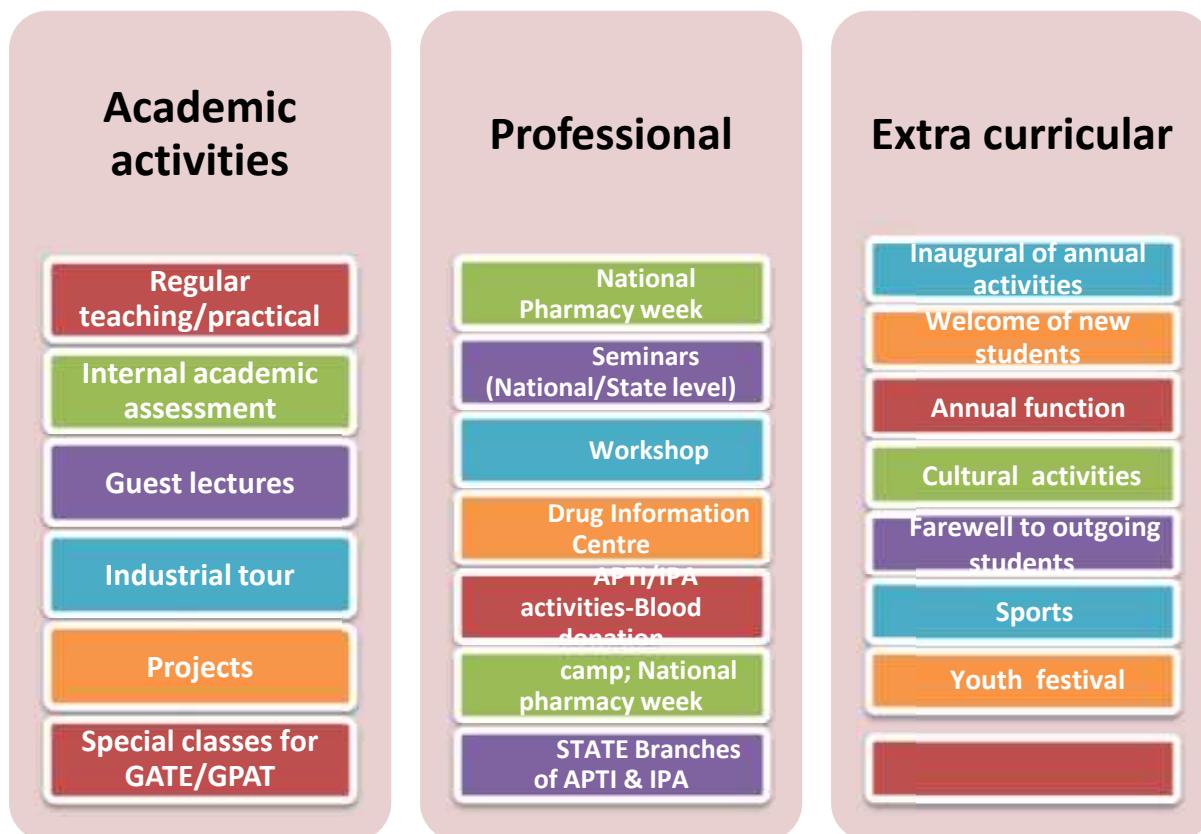 Academic
activities
Regular
teaching/practical
Internal academic
assessment
Guest lectures
Industrial tour
Projects
Special classes for
GATE/GPAT
Professional
National
Pharmacy week
Seminars
(National/State level)
Workshop
Drug Information
Centre
APTI/IPA
activities-Blood
donation
camp; National
pharmacy week
STATE Branches
of APTI & IPA
Extra curricular
Inaugural of annual
activities
Welcome of new
students
Annual function
Cultural activities
Farewell to outgoing
students
Sports
Youth festival